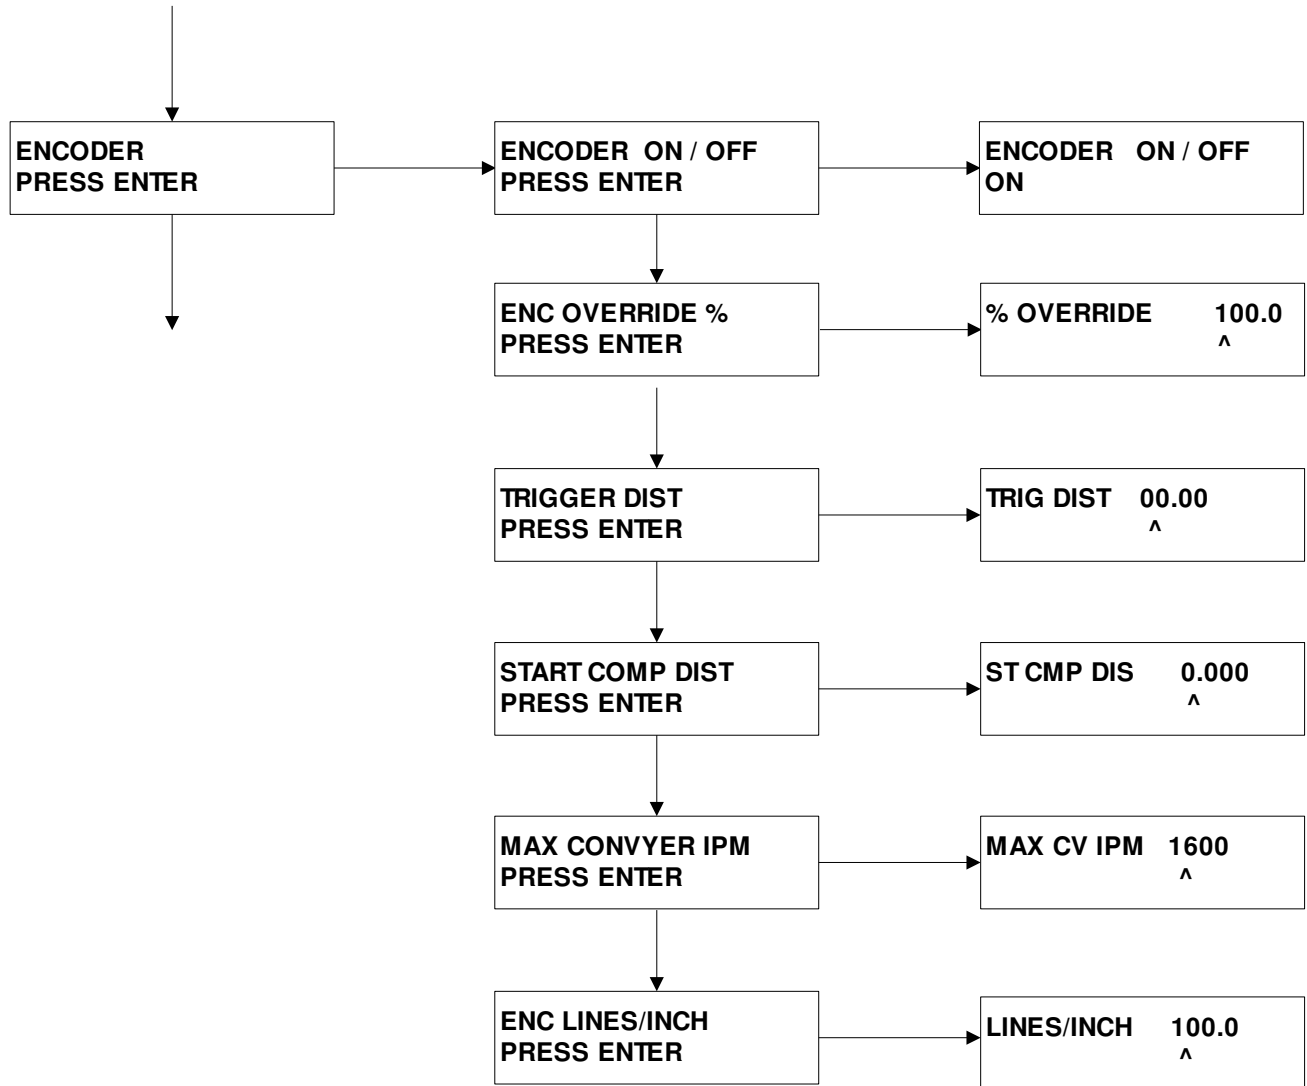 ENCODER
PRESS ENTER
ENCODER ON / OFF
PRESS ENTER
ENCODER ON / OFF
ON
ENC OVERRIDE %
PRESS ENTER
% OVERRIDE 100.0
^
TRIGGER DIST
PRESS ENTER
TRIG DIST 00.00
^
START COMP DIST
PRESS ENTER
ST CMP DIS 0.000
^
MAX CONVYER IPM
PRESS ENTER
MAX CV IPM 1600
^
ENC LINES/INCH
PRESS ENTER
LINES/INCH 100.0
^